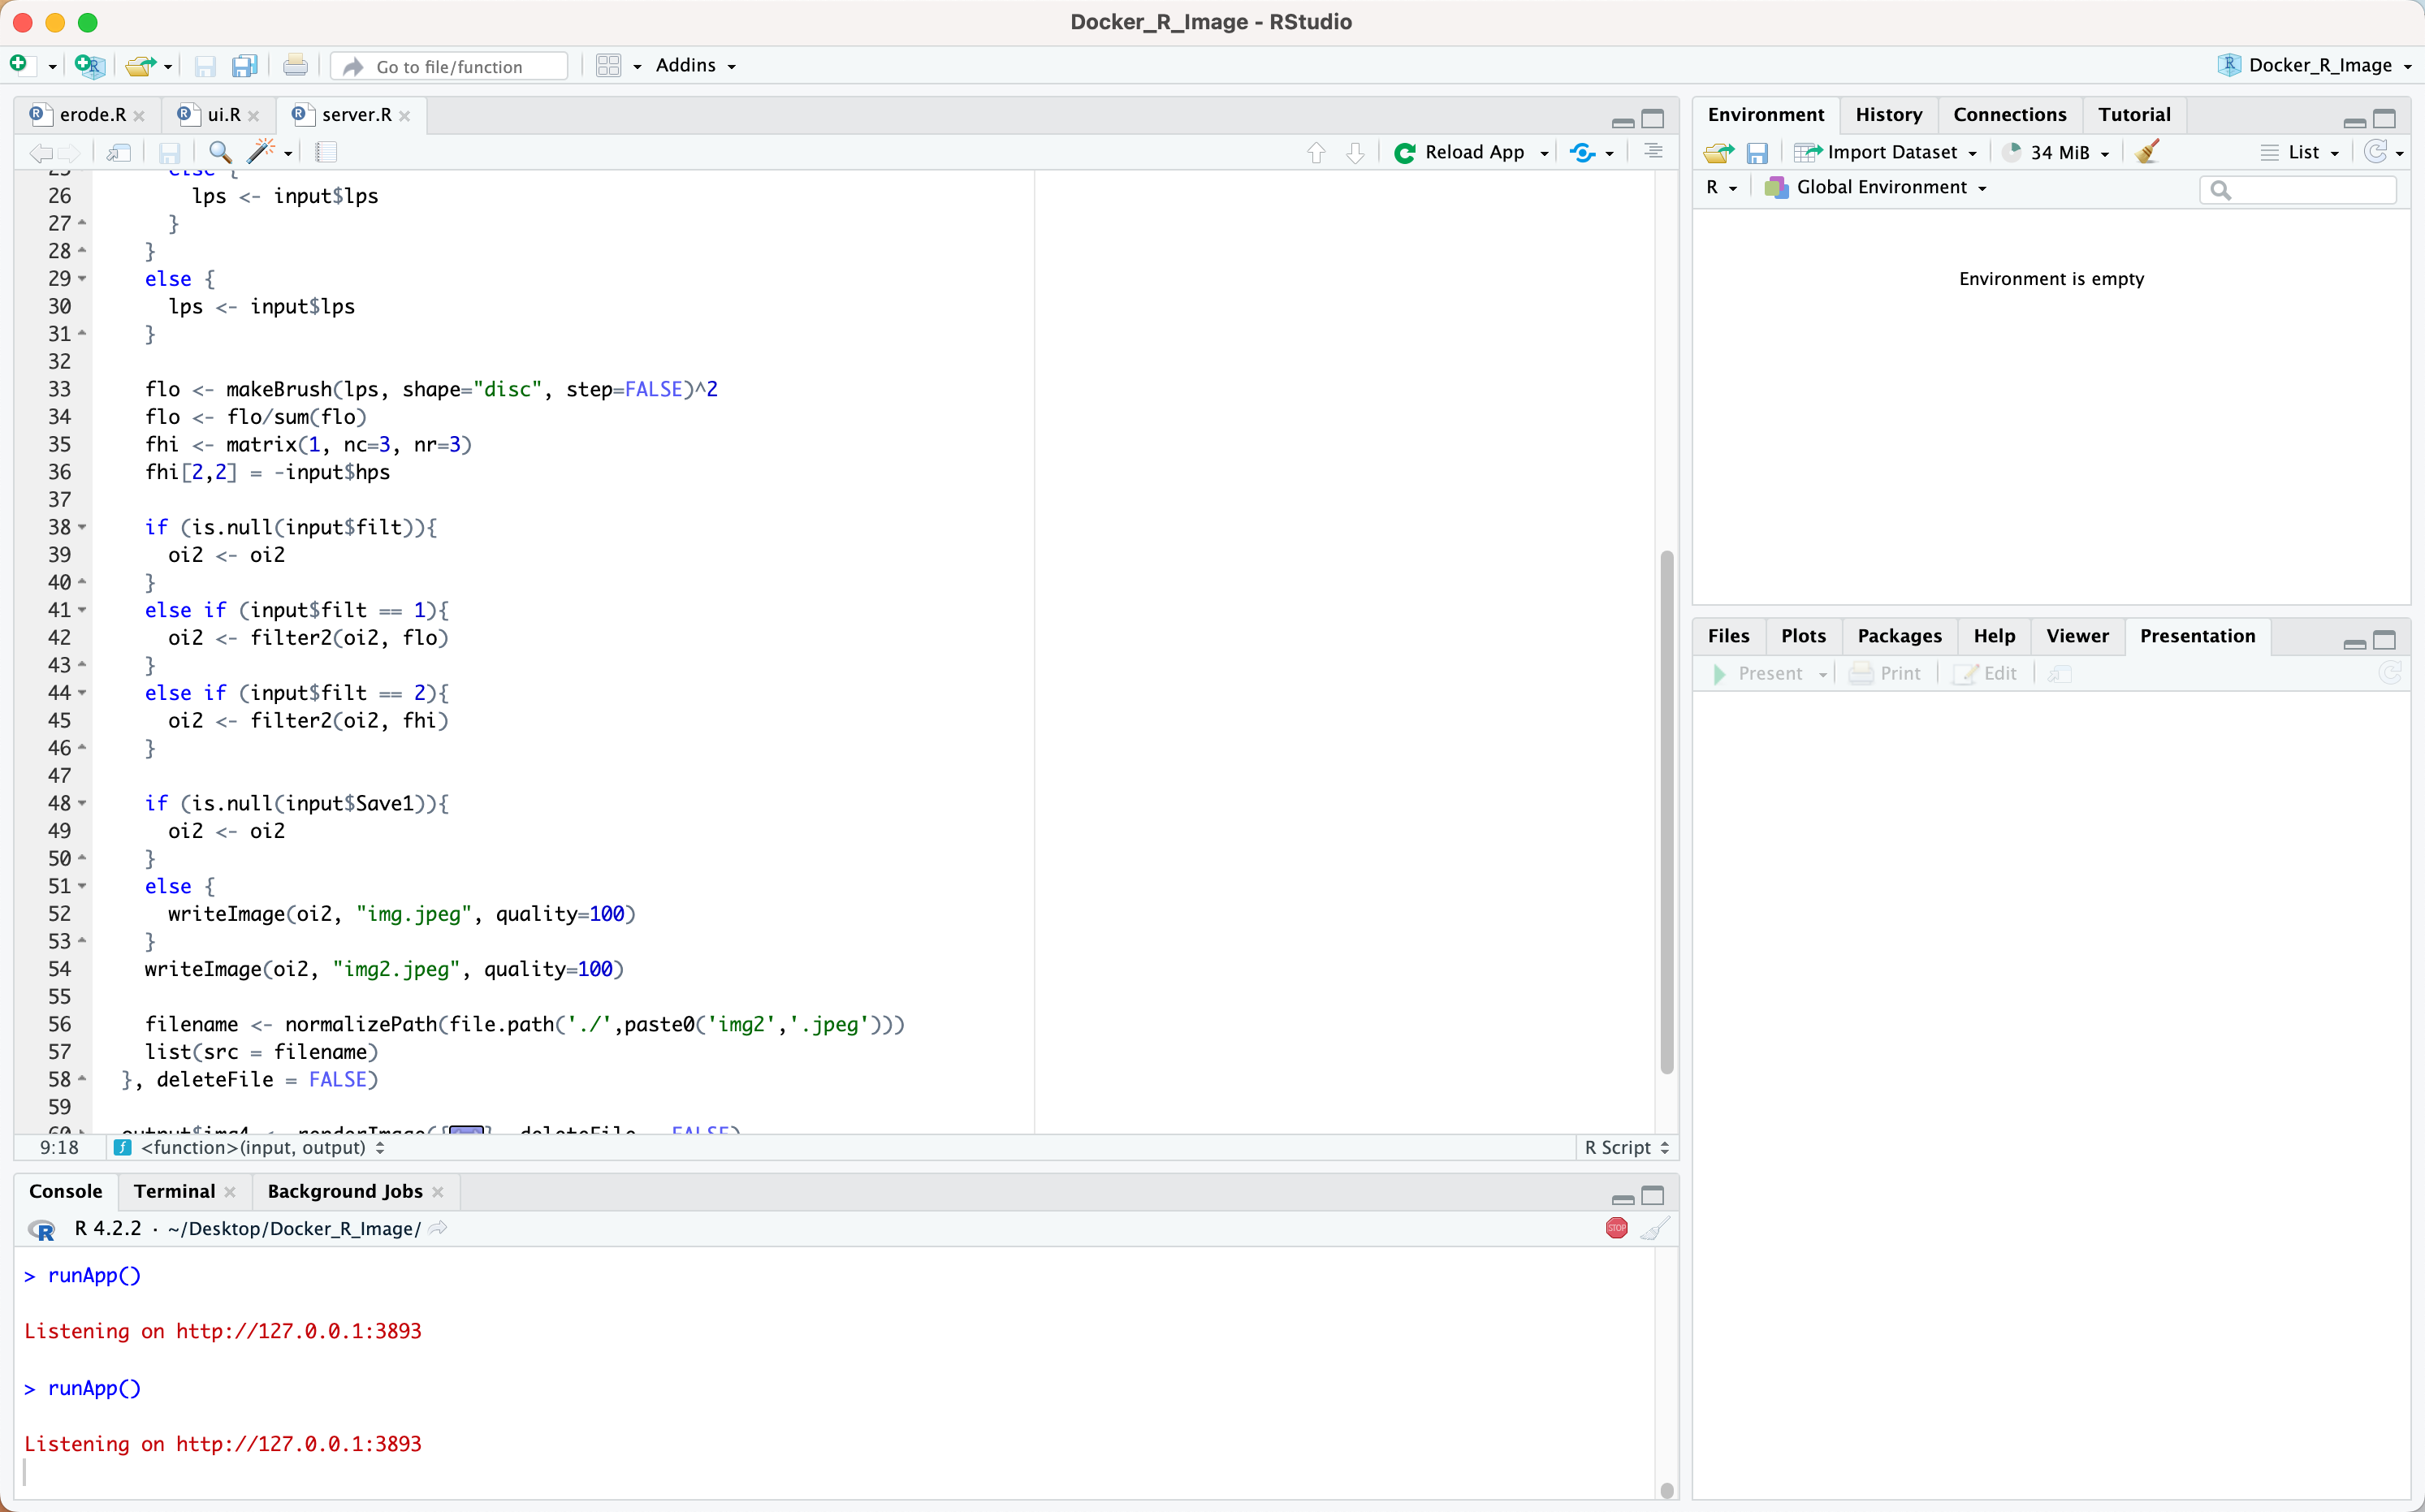 Docker_R_Image - RStudio
Go to file/function
Addins
Docker_R_Image
erode.R
ui.R
server.R
Reload App
else {
26 lps <- input$lps
27 }
28 }
29 else {
30 lps <- input$lps
31 }
32
33 flo <- makeBrush(lps, shape="disc", step=FALSE)^2
34 flo <- flo/sum(flo)
35 fhi <- matrix(1, nc=3, nr=3)
36 fhi[2,2] = -input$hps
37
38 if (is.null(input$filt)){
39 oi2 <- oi2
40 }
41 else if (input$filt == 1){
42 oi2 <- filter2(oi2, flo)
43 }
44 else if (input$filt == 2){
45 oi2 <- filter2(oi2, fhi)
46 }
47
48 if (is.null(input$Save1)){
49 oi2 <- oi2
50 }
51 else {
52 writeImage(oi2, "img.jpeg", quality=100)
53 }
54 writeImage(oi2, "img2.jpeg", quality=100)
55
56 filename <- normalizePath(file.path('./',paste0('img2','.jpeg')))
57 list(src = filename)
58 }, deleteFile = FALSE)
59
9:18 <function>(input, output) R Script
Console Terminal Background Jobs
R 4.2.2 · ~/Desktop/Docker_R_Image/
STOP
> runApp()
Listening on http://127.0.0.1:3893
> runApp()
Listening on http://127.0.0.1:3893
Environment History Connections Tutorial
Import Dataset 34 MiB List
R Global Environment
Environment is empty
Files Plots Packages Help Viewer Presentation
Present Print Edit